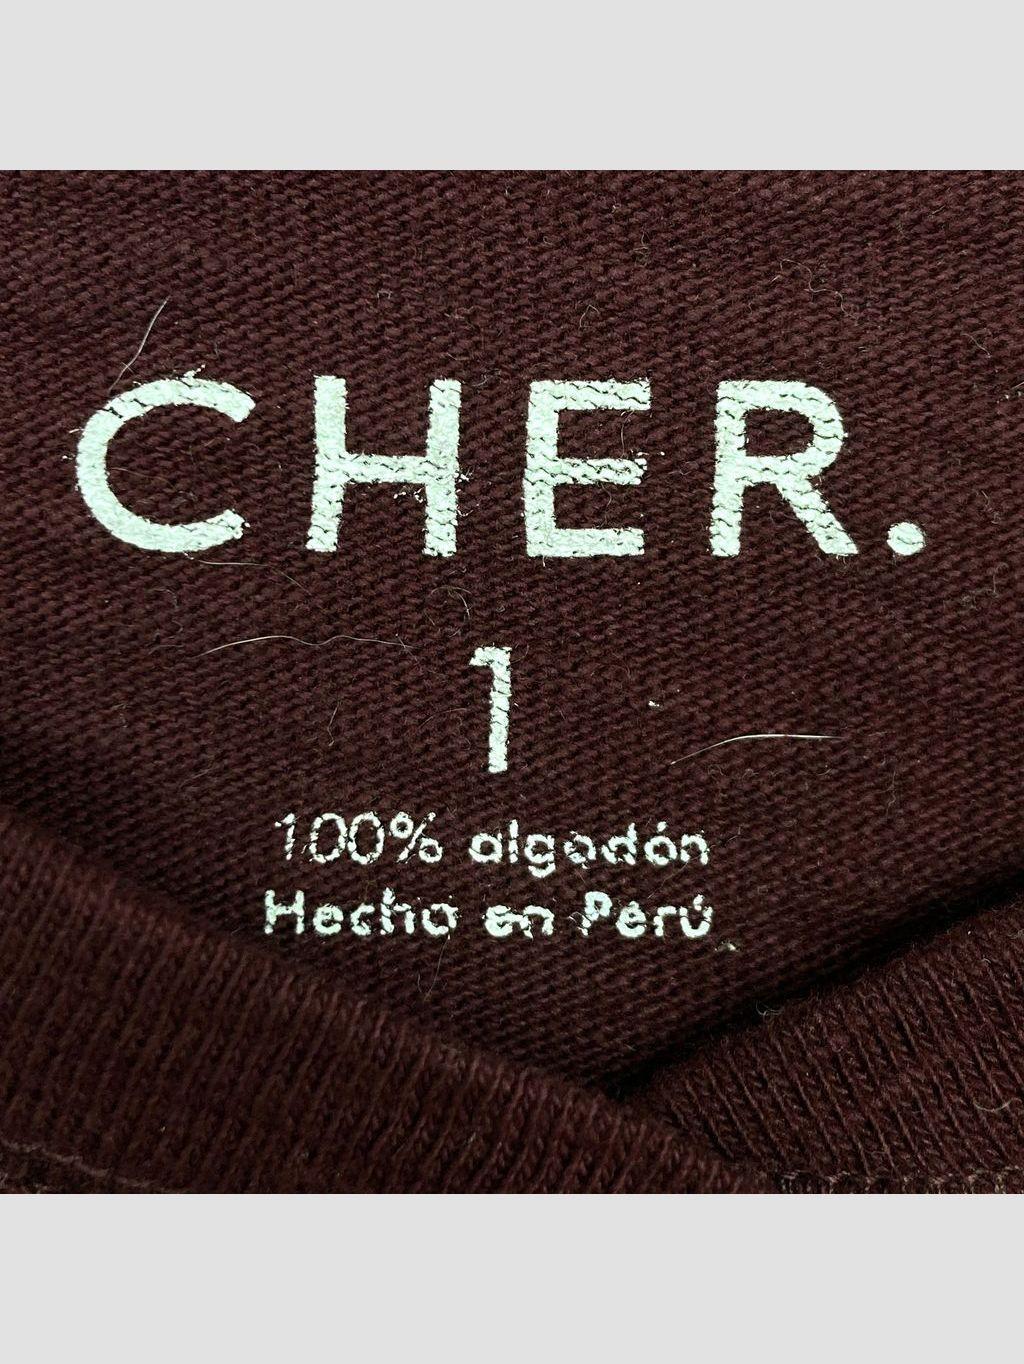 CHER.
1
100% algodón
Hecho en Perú